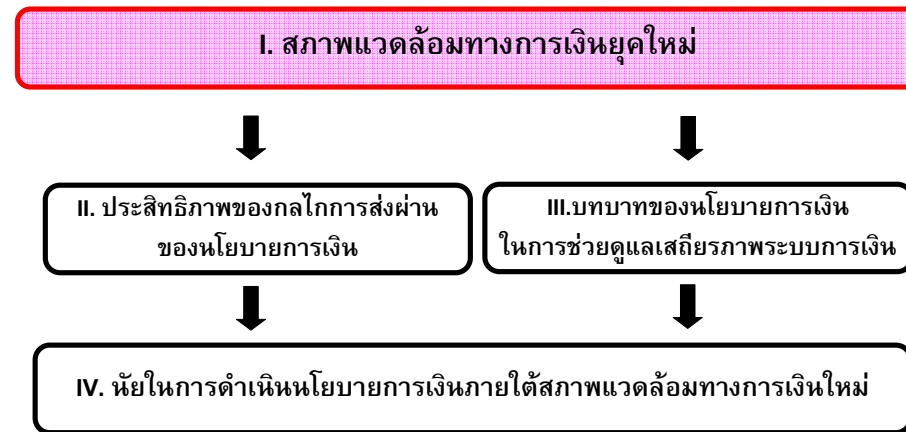 I. สภาพแวดล้อมทางการเงินยุคใหม่
II. ประสิทธิภาพของกลไกการส่งผ่าน
ของนโยบายการเงิน
III.บทบาทของนโยบายการเงิน
ในการช่วยดูแลเสถียรภาพระบบการเงิน
IV. นัยในการดำเนินนโยบายการเงินภายใต้สภาพแวดล้อมทางการเงินใหม่